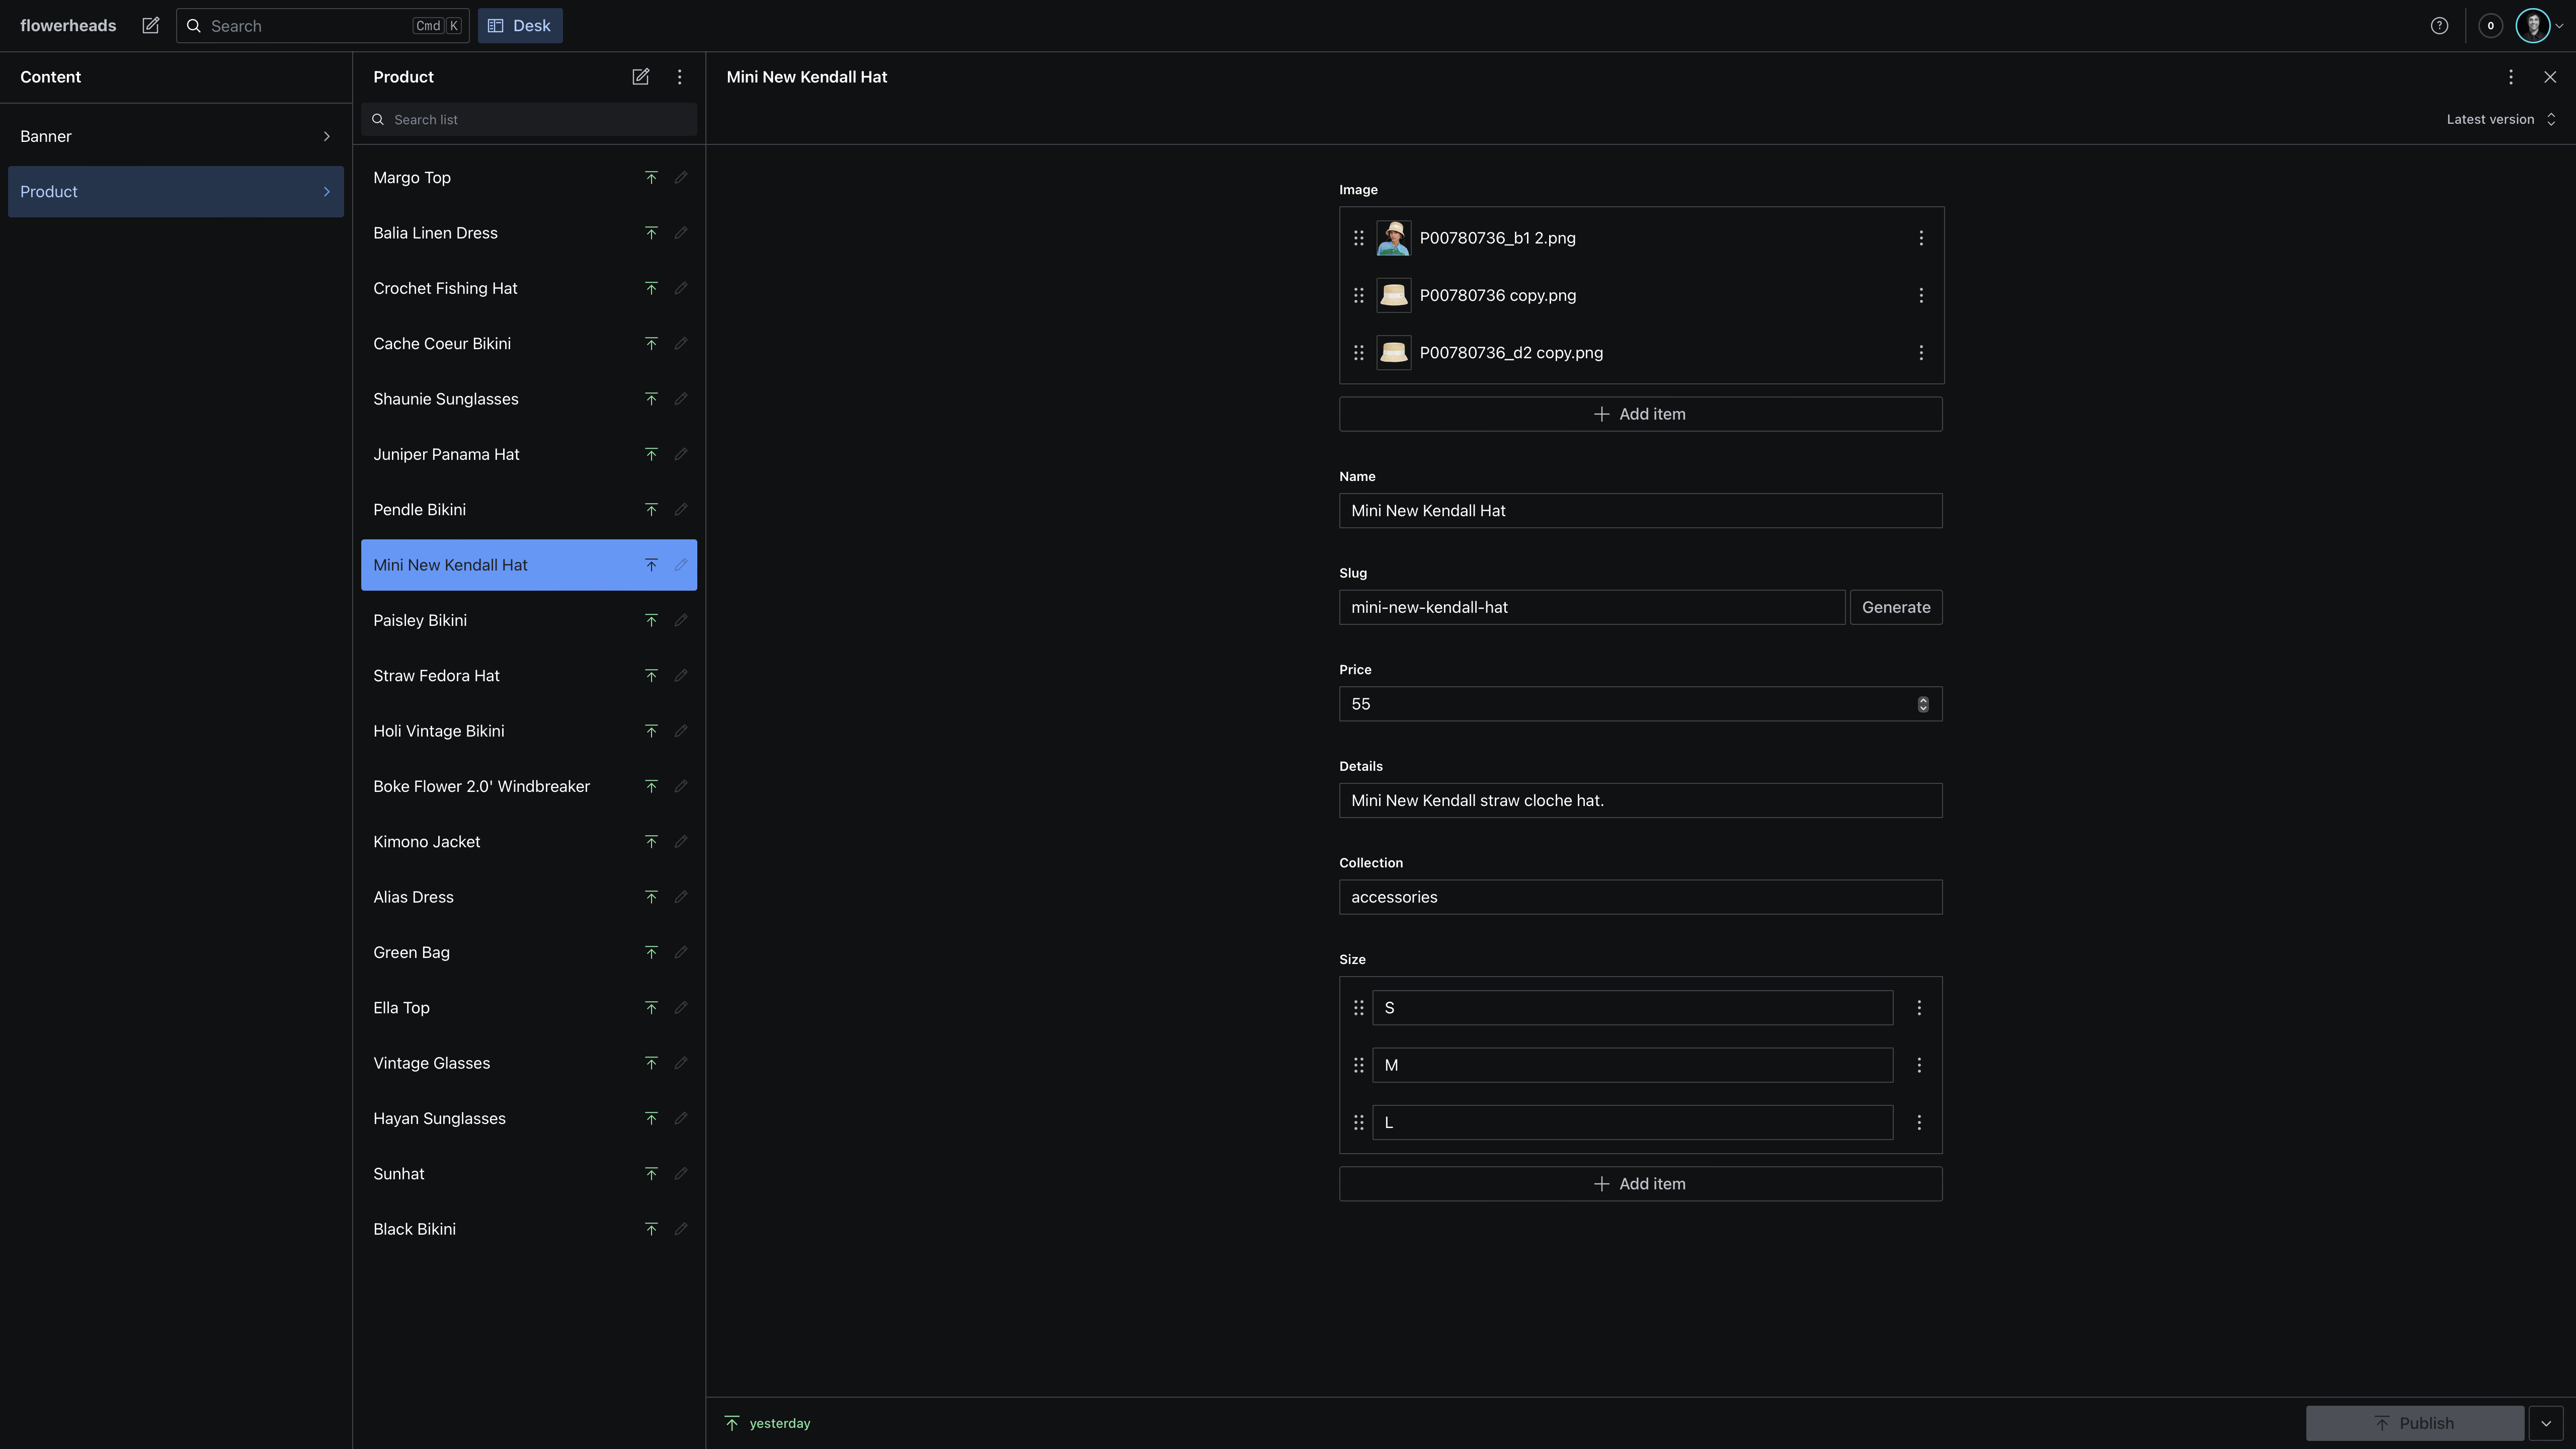 flowerheads
Search
Cmd K
Desk
0
Content
Banner
Product
Product
Search list
Margo Top
Balia Linen Dress
Crochet Fishing Hat
Cache Coeur Bikini
Shaunie Sunglasses
Juniper Panama Hat
Pendle Bikini
Mini New Kendall Hat
Paisley Bikini
Straw Fedora Hat
Holi Vintage Bikini
Boke Flower 2.0' Windbreaker
Kimono Jacket
Alias Dress
Green Bag
Ella Top
Vintage Glasses
Hayan Sunglasses
Sunhat
Black Bikini
Mini New Kendall Hat
Latest version
Image
P00780736_b1 2.png
P00780736 copy.png
P00780736_d2 copy.png
Add item
Name
Mini New Kendall Hat
Slug
mini-new-kendall-hat
Generate
Price
55
Details
Mini New Kendall straw cloche hat.
Collection
accessories
Size
S
M
L
Add item
yesterday
Publish